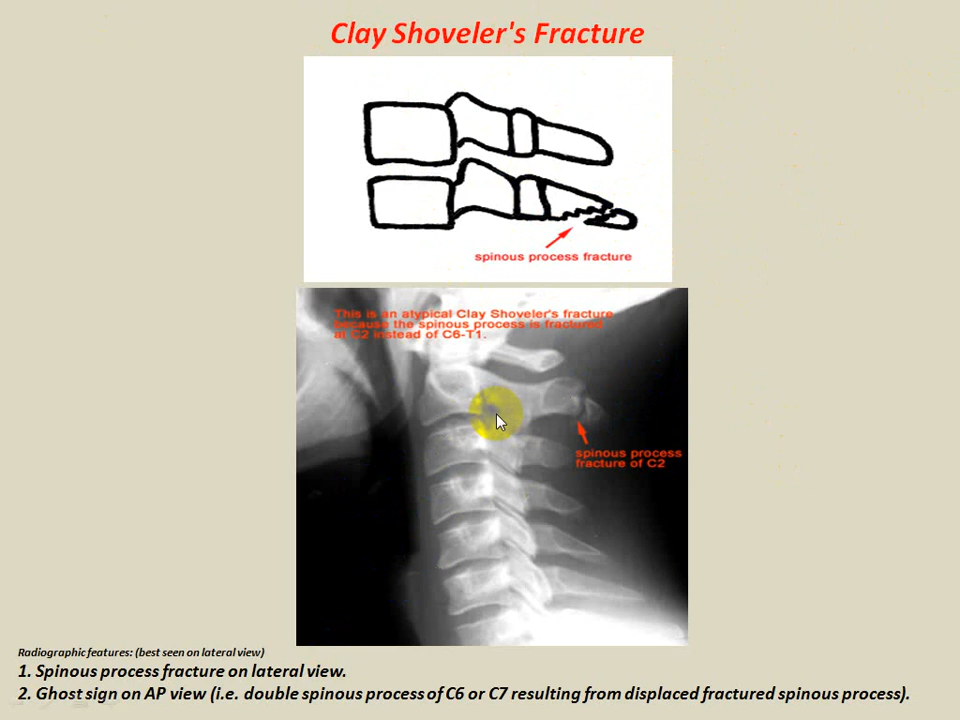 Clay Shoveler's Fracture
spinous process fracture
This is an atypical Clay Shoveler's fracture
because the spinous process is fractured
at C2 instead of C6-T1.
spinous process
fracture of C2
Radiographic features: (best seen on lateral view)
1. Spinous process fracture on lateral view.
2. Ghost sign on AP view (i.e. double spinous process of C6 or C7 resulting from displaced fractured spinous process).